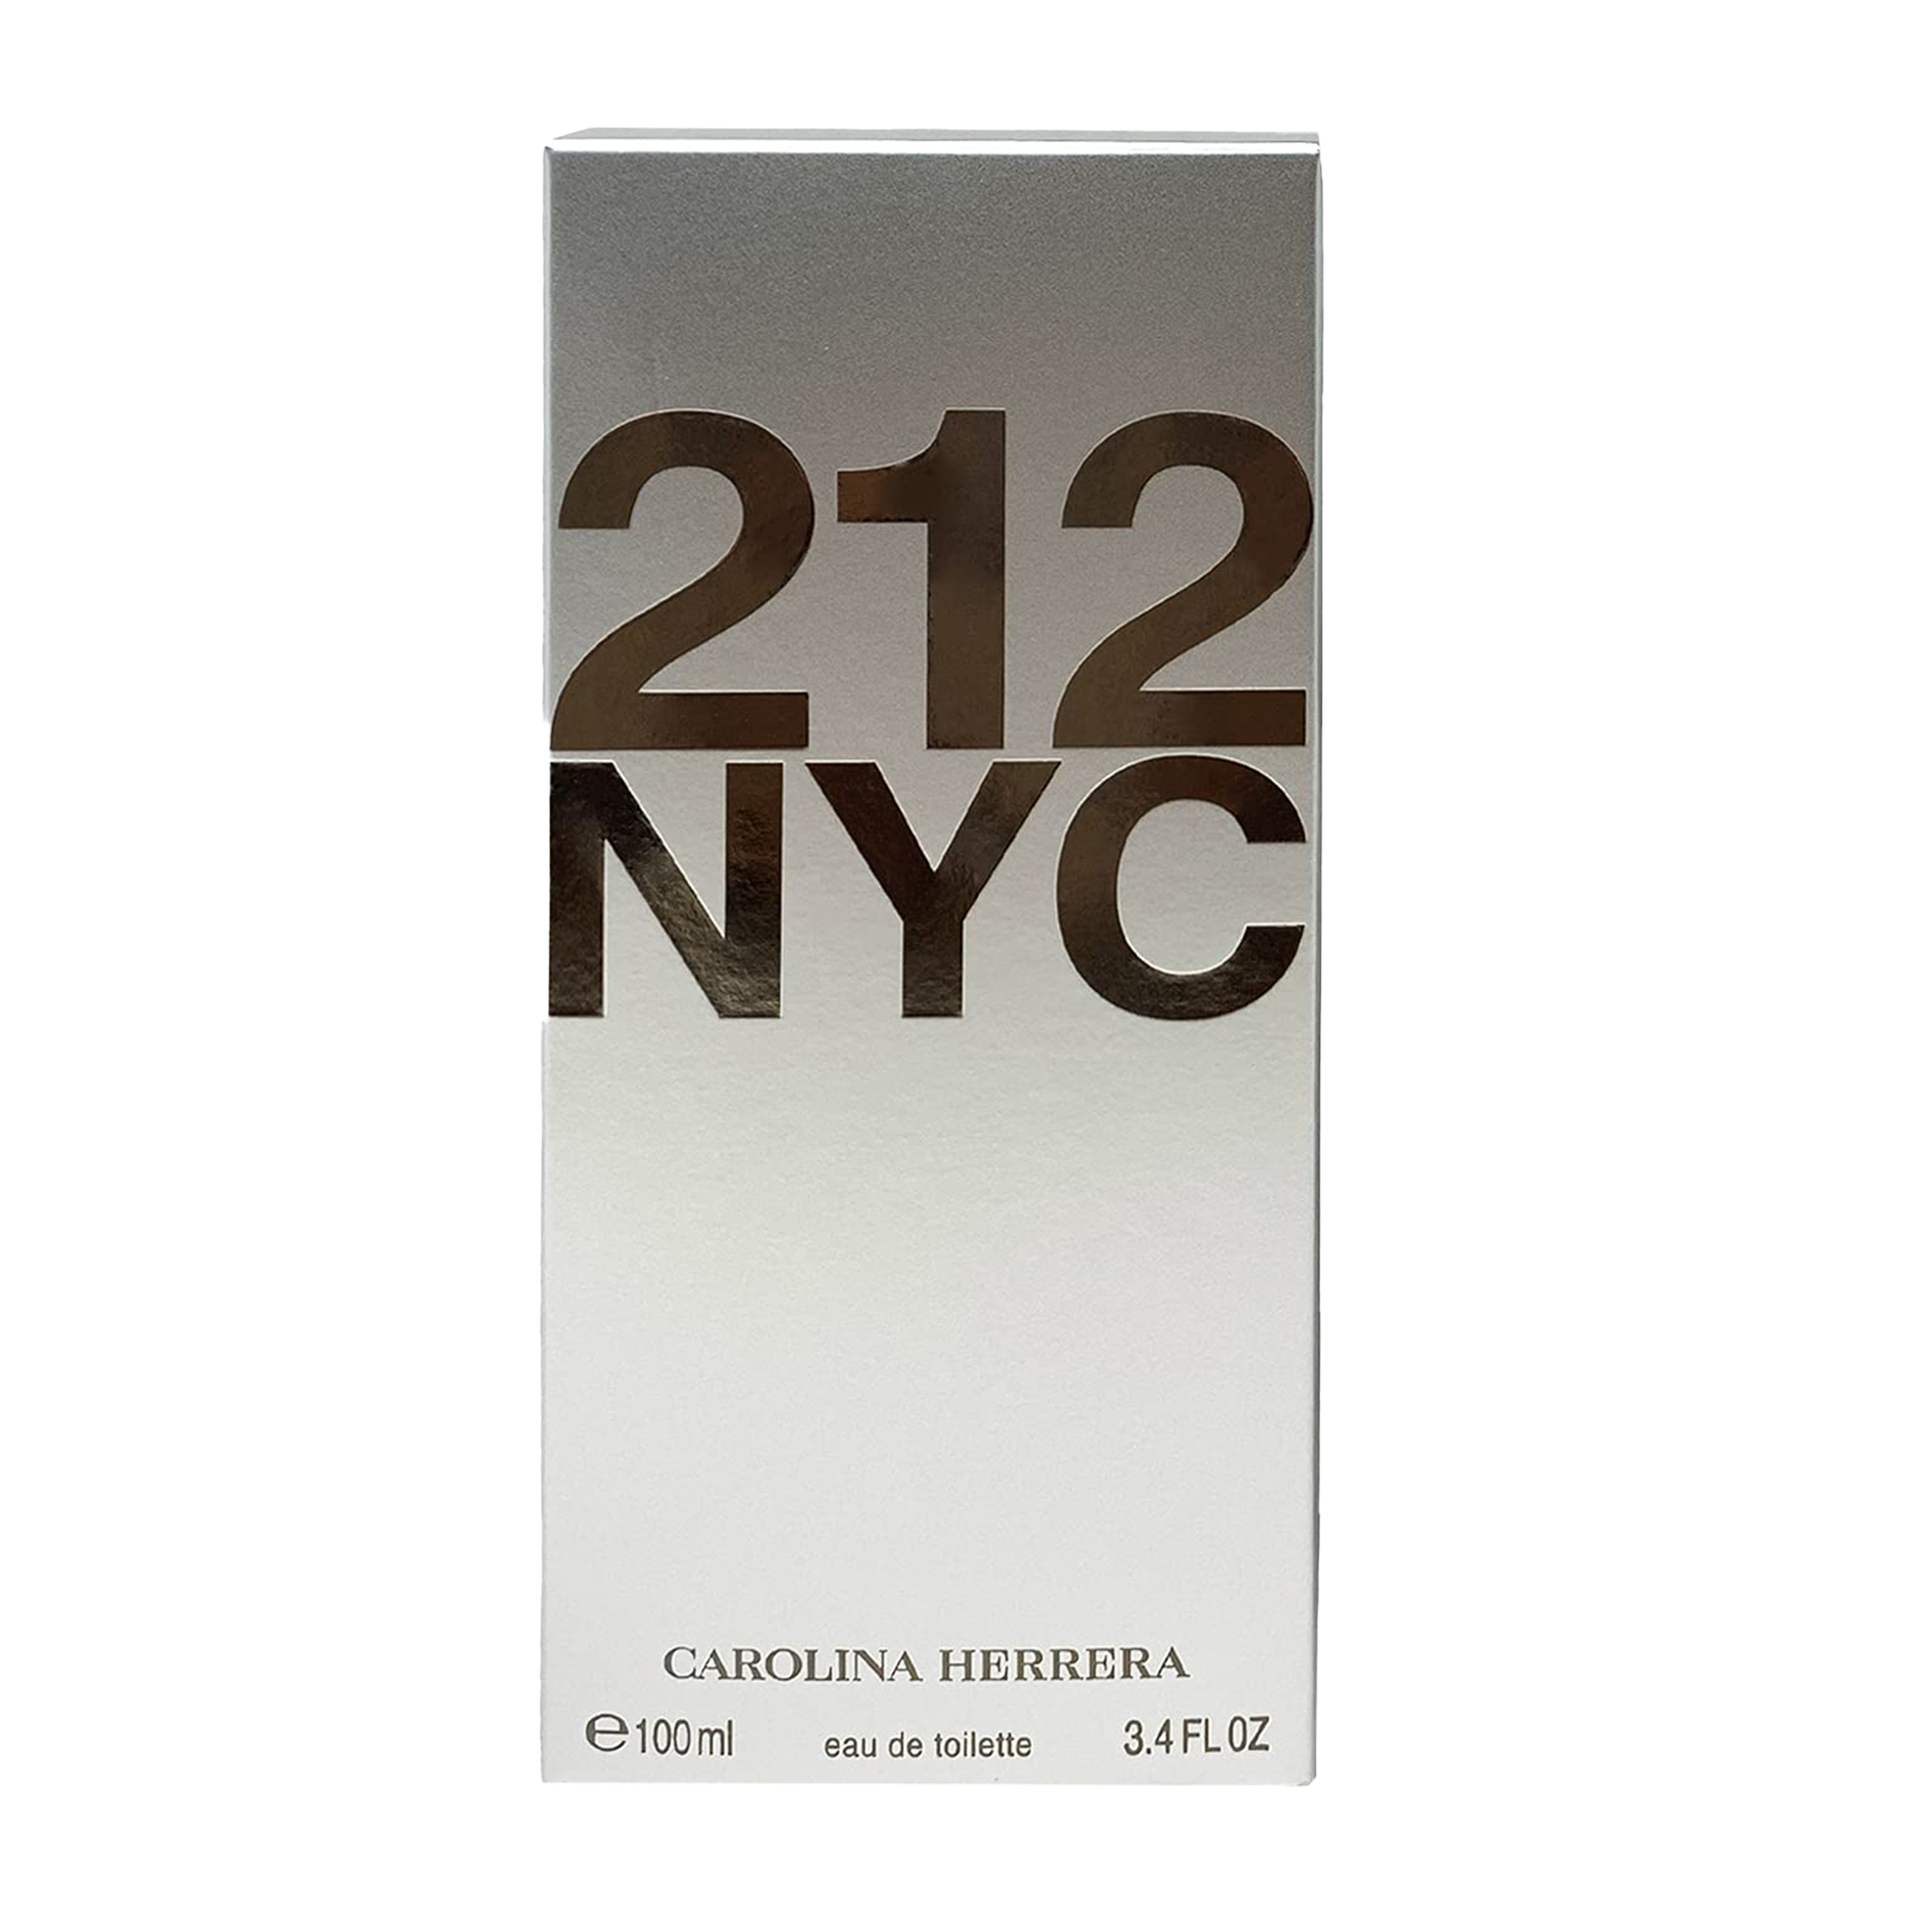 212
NYC
CAROLINA HERRERA
℮100ml eau de toilette 3.4 FL OZ